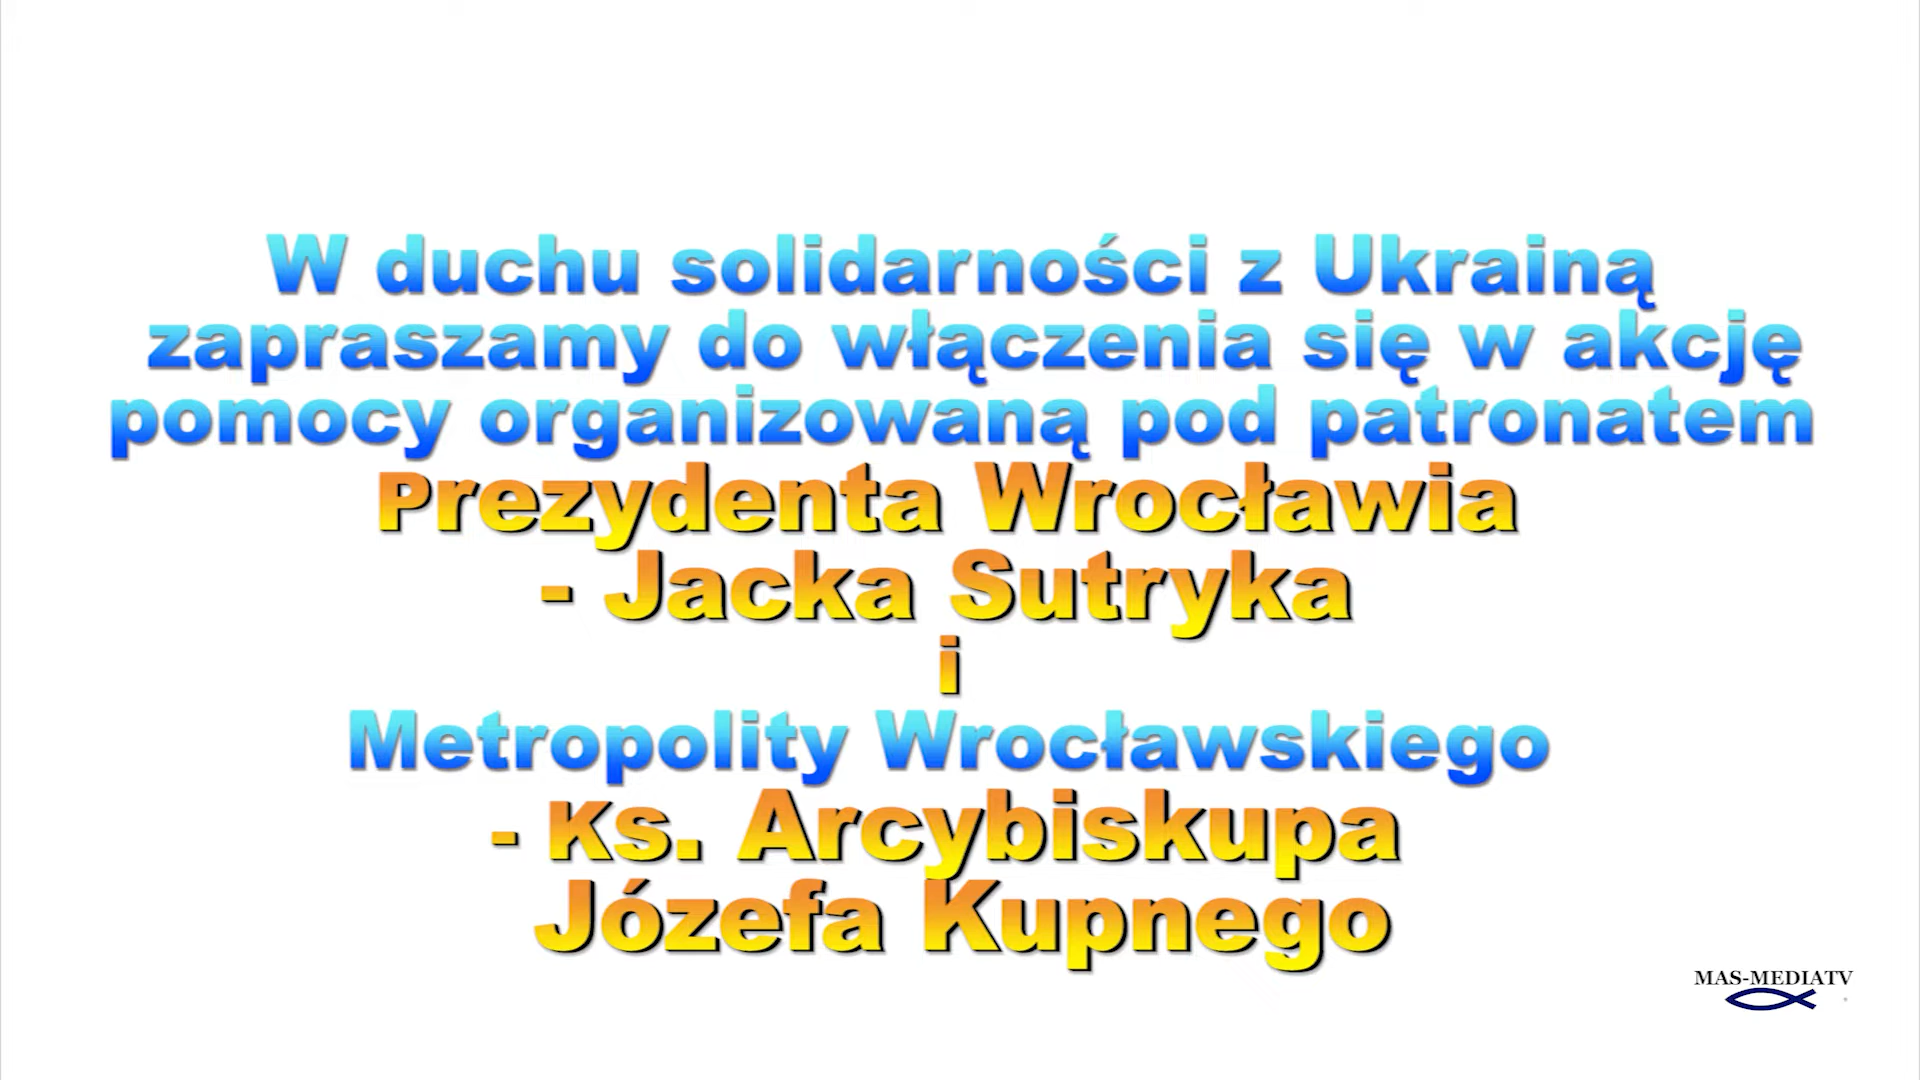 W duchu solidarności z Ukrainą
zapraszamy do włączenia się w akcję
pomocy organizowaną pod patronatem
Prezydenta Wrocławia
- Jacka Sutryka
i
Metropolity Wrocławskiego
- Ks. Arcybiskupa
Józefa Kupnego
MAS-MEDIATV